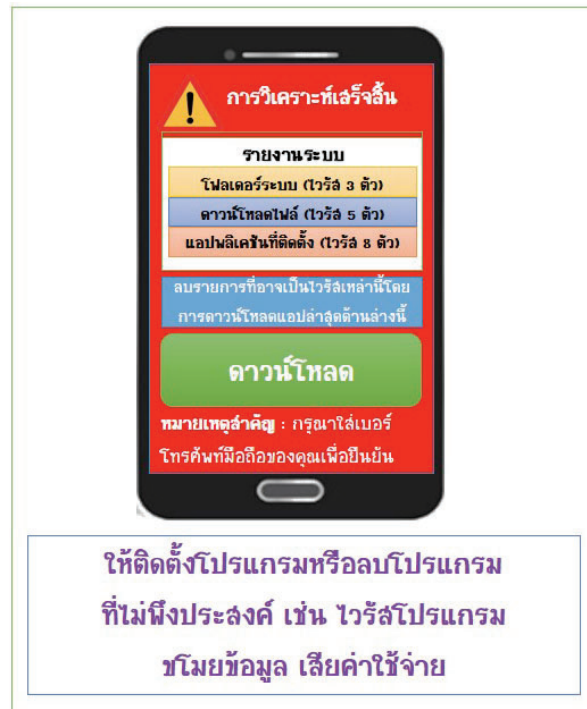 การวิเคราะห์เสร็จสิ้น
รายงานระบบ
โฟลเดอร์ระบบ (ไวรัส 3 ตัว)
ดาวน์โหลดไฟล์ (ไวรัส 5 ตัว)
แอปพลิเคชันที่ติดตั้ง (ไวรัส 8 ตัว)
ลบรายการที่อาจเป็นไวรัสเหล่านี้โดย
การดาวน์โหลดแอปล่าสุดด้านล่างนี้
ดาวน์โหลด
หมายเหตุสำคัญ : กรุณาใส่เบอร์
โทรศัพท์มือถือของคุณเพื่อยืนยัน
ให้ติดตั้งโปรแกรมหรือลบโปรแกรม
ที่ไม่พึงประสงค์ เช่น ไวรัสโปรแกรม
ขโมยข้อมูล เสียค่าใช้จ่าย